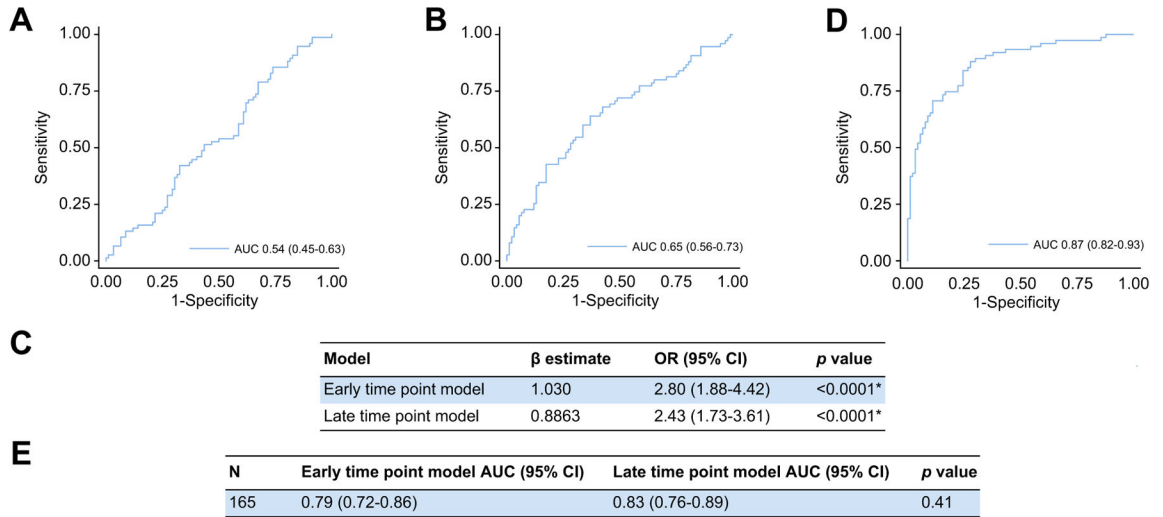 A
1.00
0.75
0.50
0.25
0.00
Sensitivity
AUC 0.54 (0.45-0.63)
0.00 0.25 0.50 0.75 1.00
1-Specificity
B
1.00
0.75
0.50
0.25
0.00
Sensitivity
AUC 0.65 (0.56-0.73)
0.00 0.25 0.50 0.75 1.00
1-Specificity
D
1.00
0.75
0.50
0.25
0.00
Sensitivity
AUC 0.87 (0.82-0.93)
0.00 0.25 0.50 0.75 1.00
1-Specificity
C
Model β estimate OR (95% CI) p value
Early time point model 1.030 2.80 (1.88-4.42) <0.0001*
Late time point model 0.8863 2.43 (1.73-3.61) <0.0001*
E
N Early time point model AUC (95% CI) Late time point model AUC (95% CI) p value
165 0.79 (0.72-0.86) 0.83 (0.76-0.89) 0.41